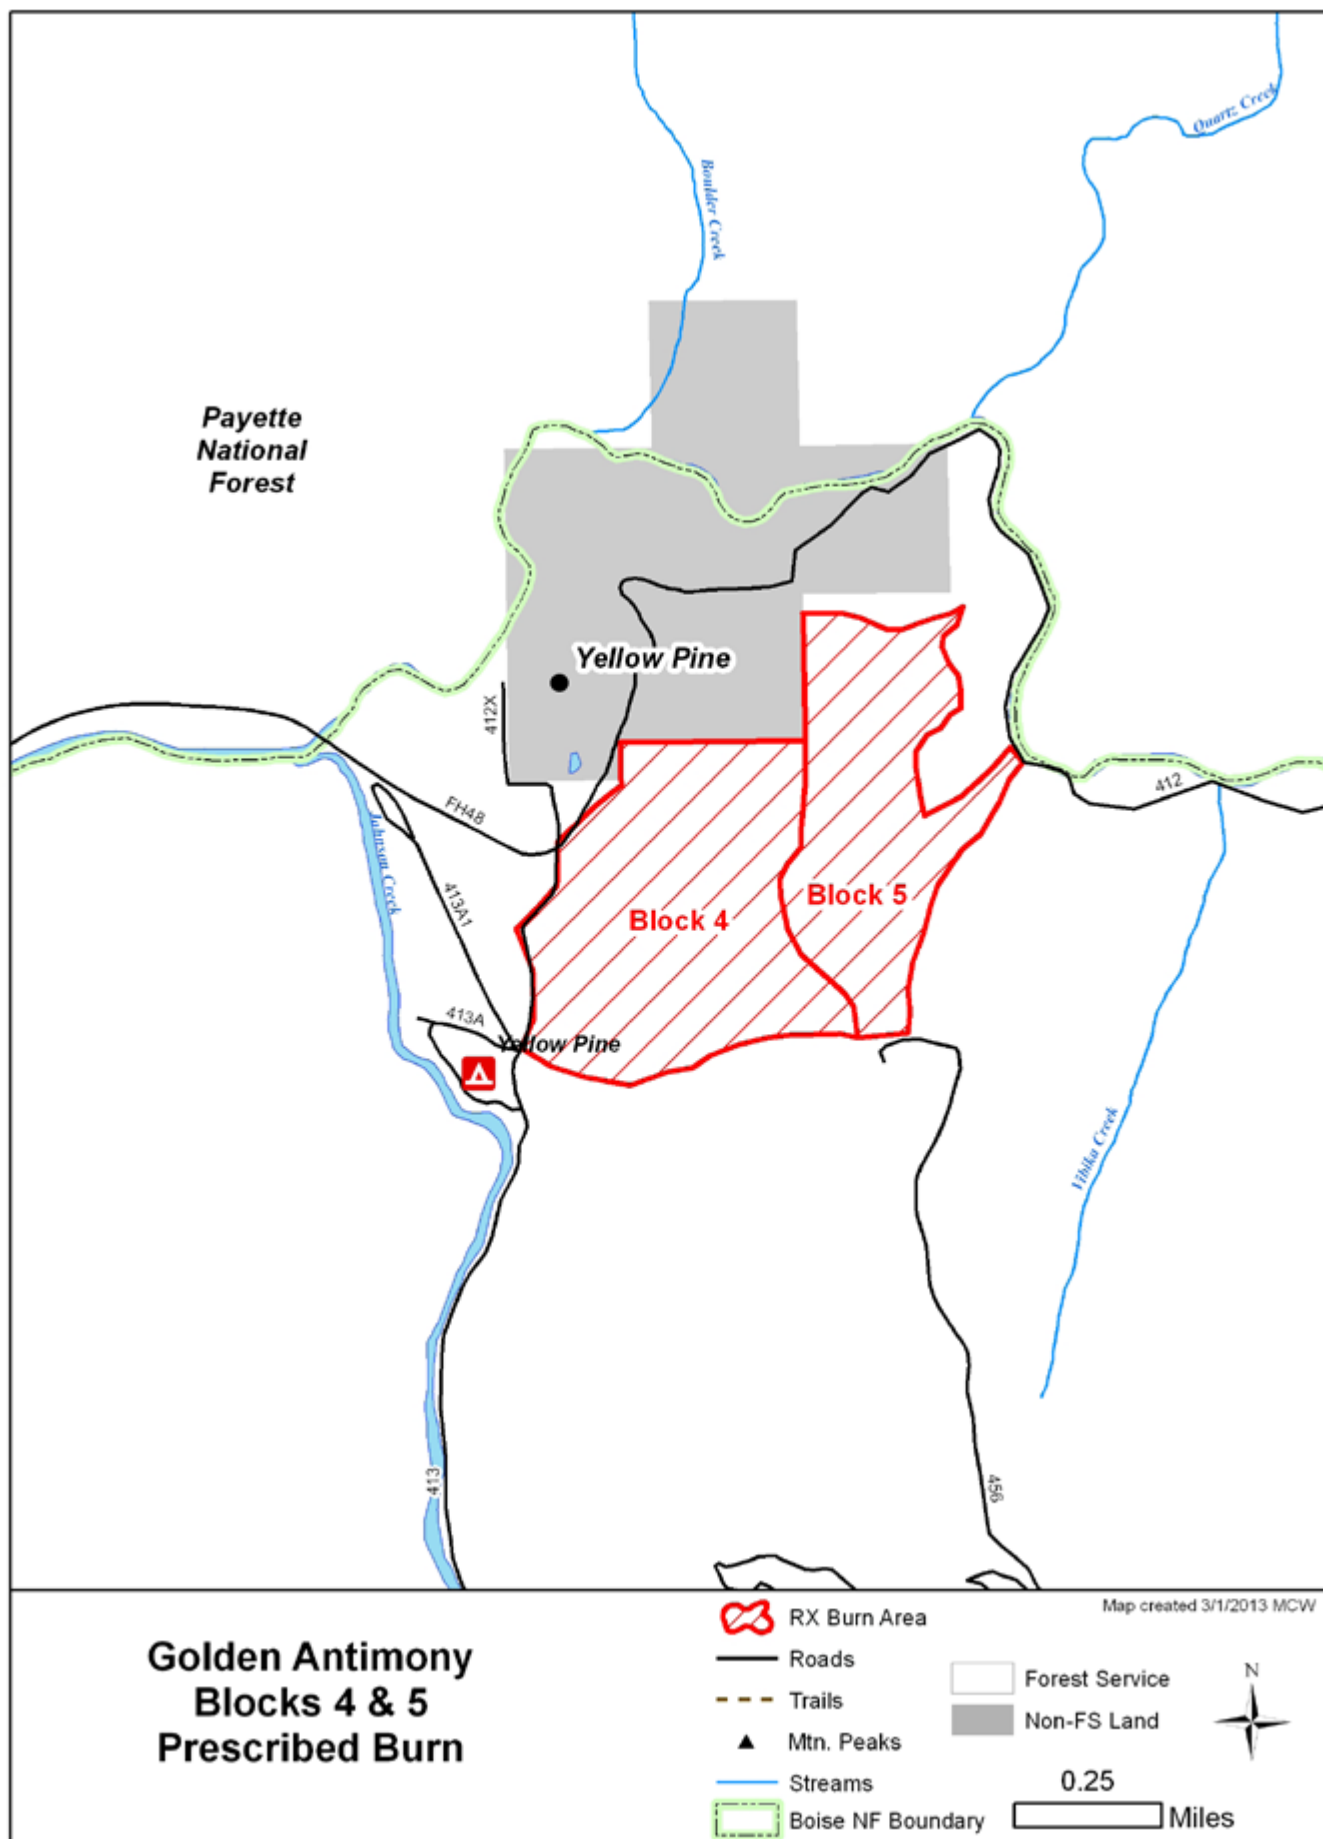 Quartz Creek
Boulder Creek
Payette
National
Forest
Yellow Pine
412X
412
FH48
Johnson Creek
413A1
Block 5
Block 4
413A
Yellow Pine
Vibika Creek
413
456
Golden Antimony
Blocks 4 & 5
Prescribed Burn
RX Burn Area
Roads
Trails
Mtn. Peaks
Streams
Boise NF Boundary
Map created 3/1/2013 MCW
Forest Service
Non-FS Land
N
0.25
Miles